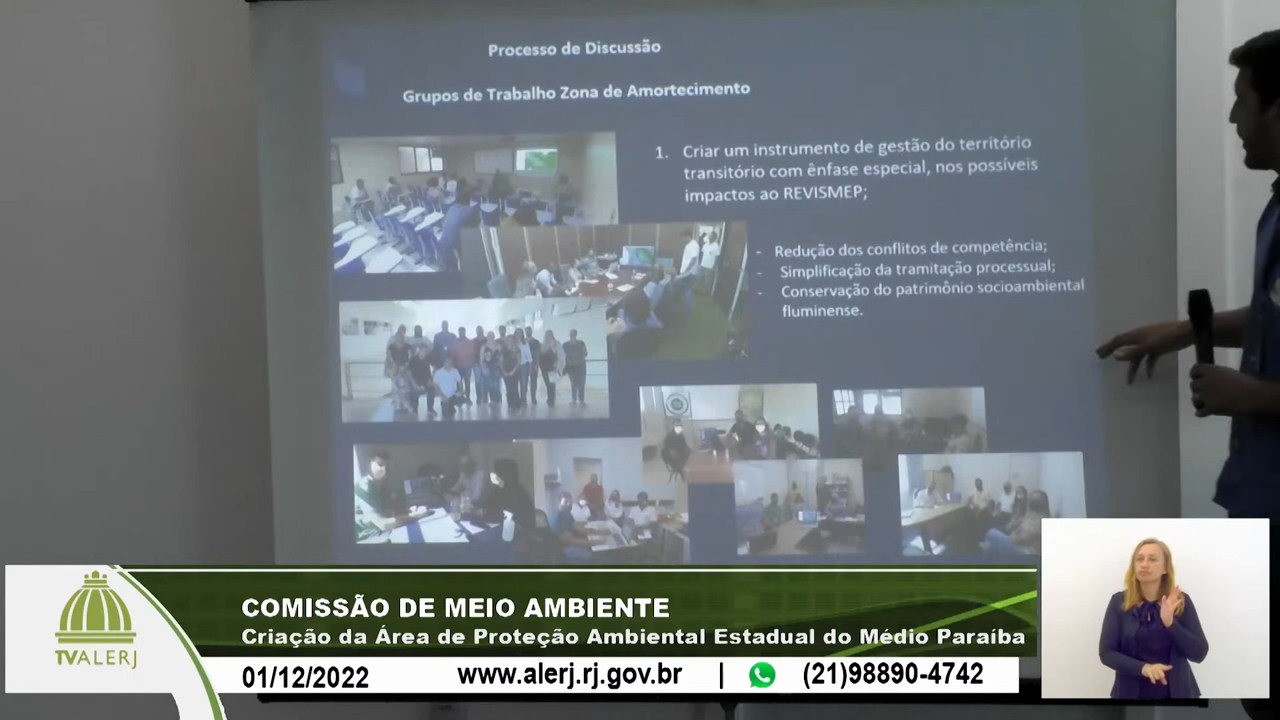 Processo de Discussão
Grupos de Trabalho Zona de Amortecimento
1. Criar um instrumento de gestão do território
transitório com ênfase especial, nos possíveis
impactos ao REVISMEP;
- Redução dos conflitos de competência;
- Simplificação da tramitação processual;
- Conservação do patrimônio socioambiental
fluminense.
COMISSÃO DE MEIO AMBIENTE
Criação da Área de Proteção Ambiental Estadual do Médio Paraíba
TVALERJ
01/12/2022 www.alerj.rj.gov.br | (21)98890-4742